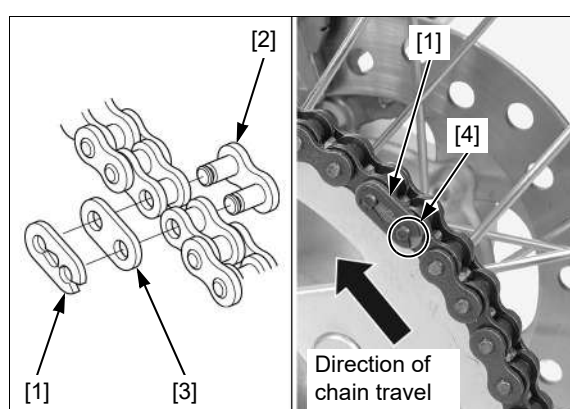 [2]
[1]
[3]
[1]
[4]
Direction of
chain travel